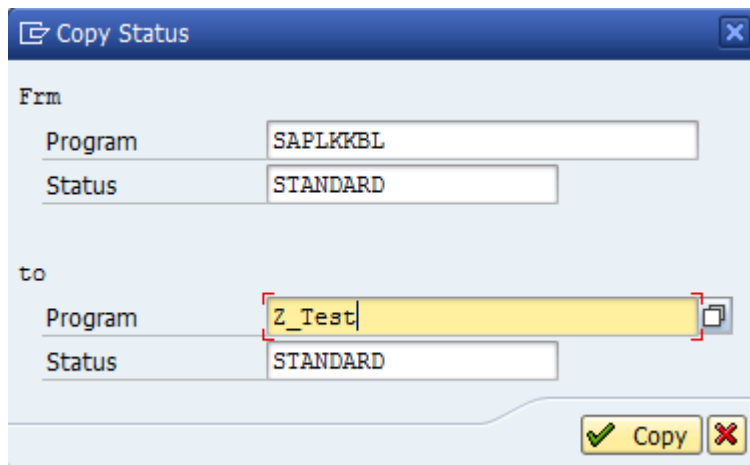 Copy Status
Frm
Program SAPLKKBL
Status STANDARD
to
Program Z_Test
Status STANDARD
Copy